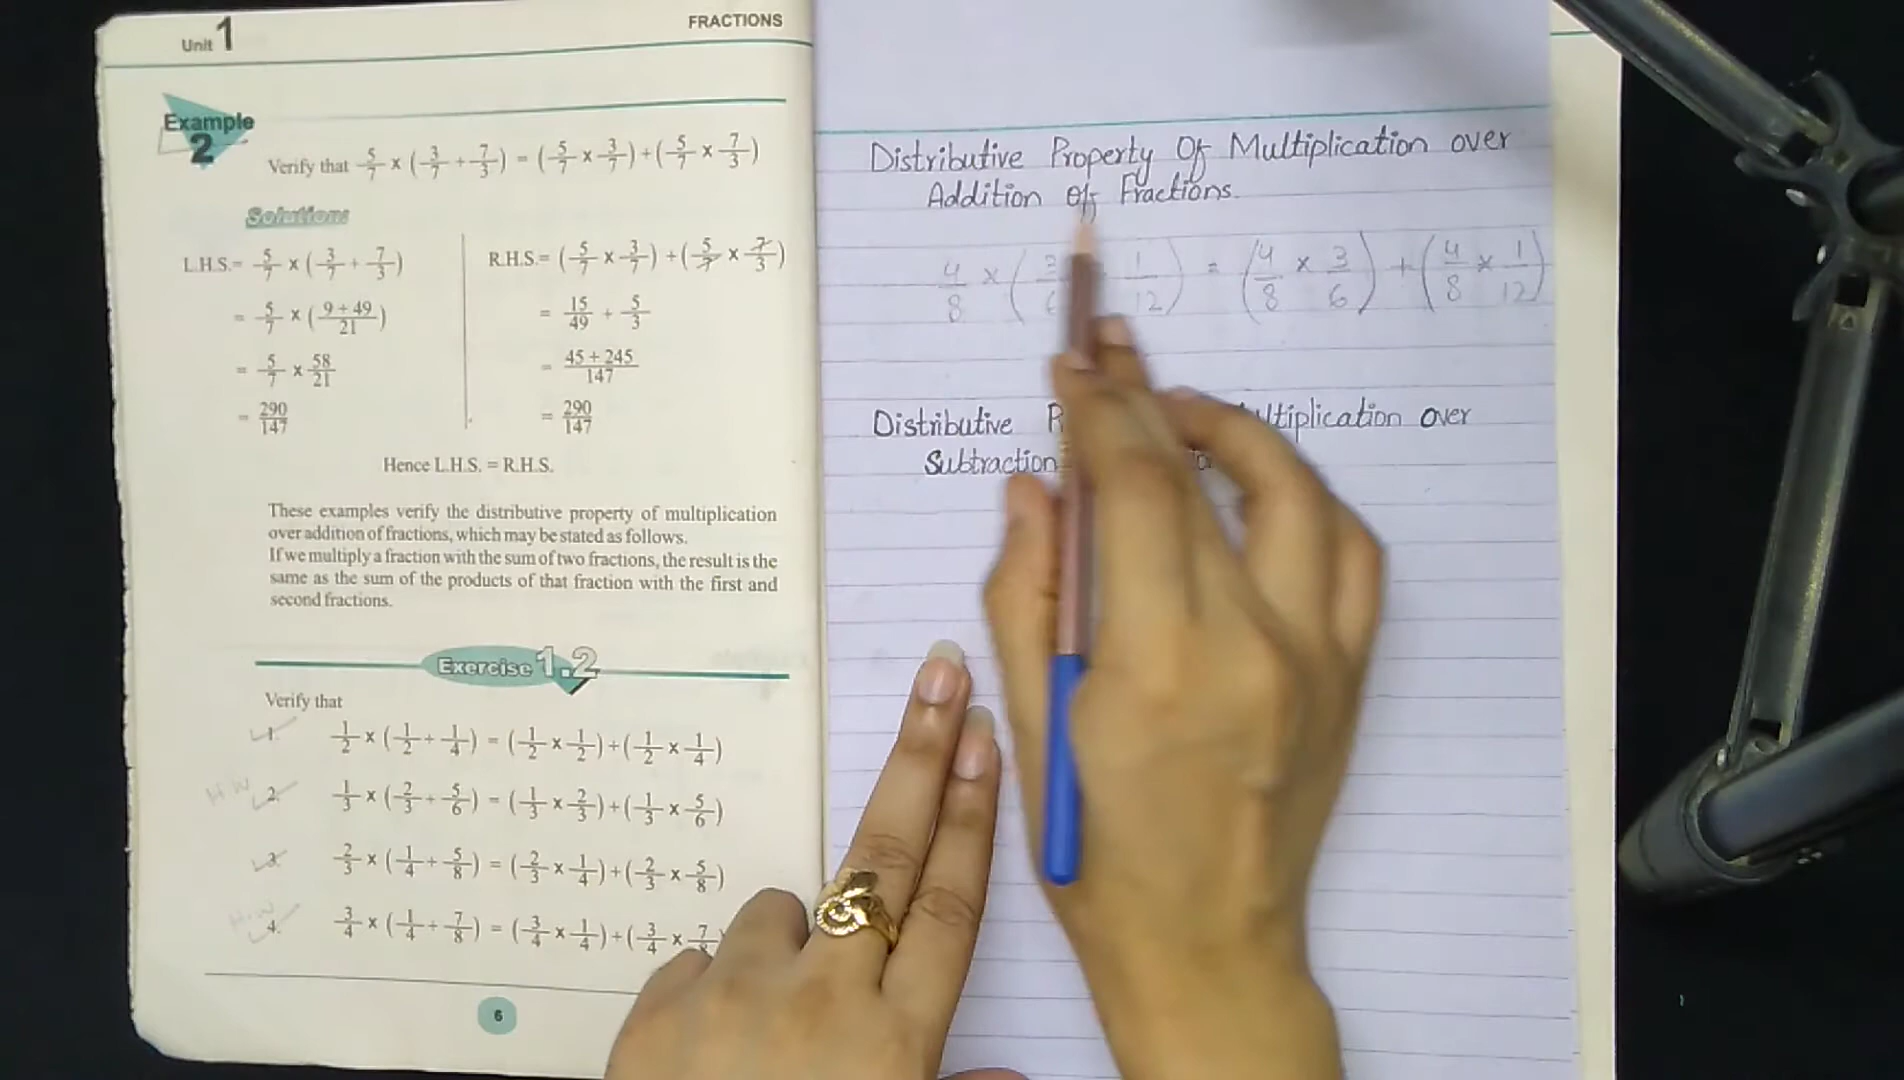 Unit 1
FRACTIONS
Example 2
Verify that 5/7 × (3/7 + 7/3) = (5/7 × 3/7) + (5/7 × 7/3)
Solution:
L.H.S.= 5/7 × (3/7 + 7/3)
= 5/7 × (9 + 49/21)
= 5/7 × 58/21
= 290/147
R.H.S.= (5/7 × 3/7) + (5/7 × 7/3)
= 15/49 + 5/3
= 45 + 245/147
= 290/147
Hence L.H.S. = R.H.S.
These examples verify the distributive property of multiplication
over addition of fractions, which may be stated as follows.
If we multiply a fraction with the sum of two fractions, the result is the
same as the sum of the products of that fraction with the first and
second fractions.
Exercise 1.2
Verify that
1. 1/2 × (1/2 + 1/4) = (1/2 × 1/2) + (1/2 × 1/4)
H.W 2. 1/3 × (2/3 + 5/6) = (1/3 × 2/3) + (1/3 × 5/6)
3. 2/3 × (1/4 + 5/8) = (2/3 × 1/4) + (2/3 × 5/8)
H.W 4. 3/4 × (1/4 + 7/8) = (3/4 × 1/4) + (3/4 × 7/
6
Distributive Property Of Multiplication over
Addition Of Fractions.
4/8 × ( 1/12) = (4/8 × 3/6) + (4/8 × 1/12)
Distributive ultiplication over
Subtraction